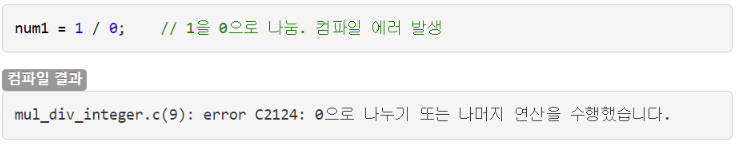 num1 = 1 / 0;    // 1을 0으로 나눔. 컴파일 에러 발생
컴파일 결과
mul_div_integer.c(9): error C2124: 0으로 나누기 또는 나머지 연산을 수행했습니다.